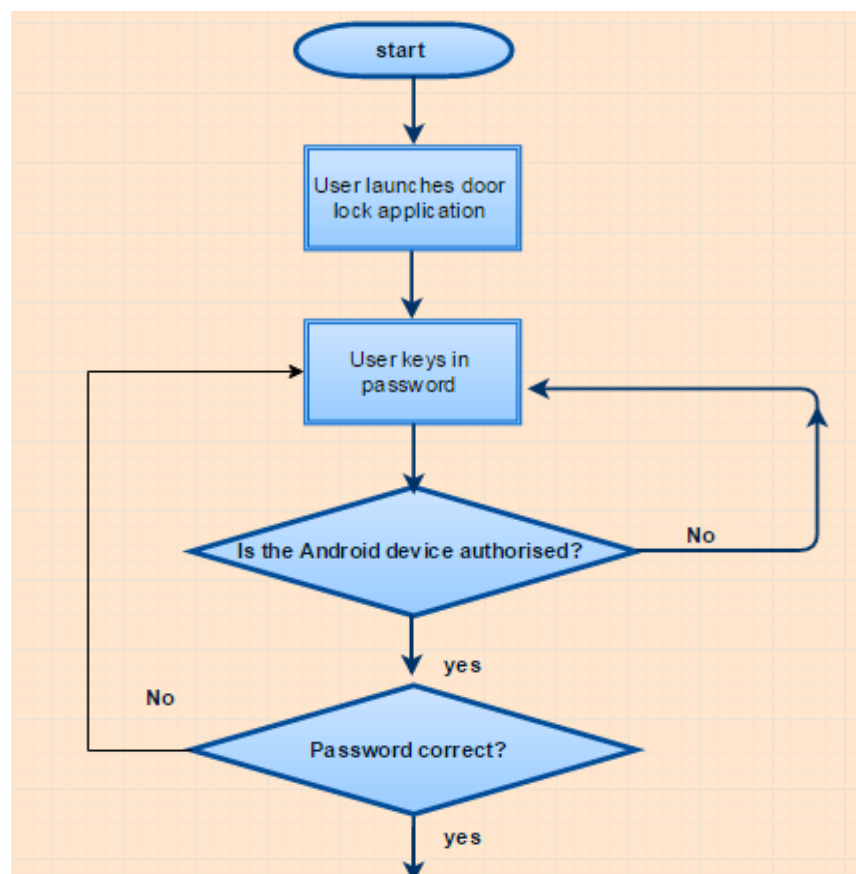 start
User launches door
lock application
User keys in
password
Is the Android device authorised?
No
yes
No
Password correct?
yes